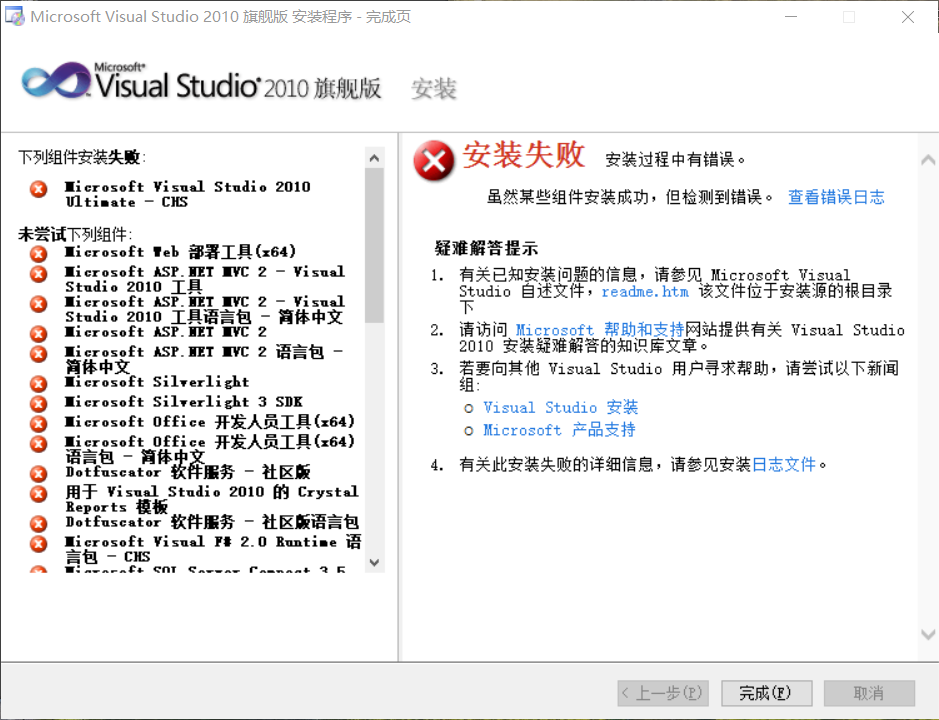 Microsoft Visual Studio 2010 旗舰版 安装程序 - 完成页
Microsoft®
Visual Studio® 2010 旗舰版 安装
下列组件安装失败:
Microsoft Visual Studio 2010
Ultimate - CHS
未尝试下列组件:
Microsoft Web 部署工具(x64)
Microsoft ASP.NET MVC 2 - Visual
Studio 2010 工具
Microsoft ASP.NET MVC 2 - Visual
Studio 2010 工具语言包 - 简体中文
Microsoft ASP.NET MVC 2
Microsoft ASP.NET MVC 2 语言包 -
简体中文
Microsoft Silverlight
Microsoft Silverlight 3 SDK
Microsoft Office 开发人员工具(x64)
Microsoft Office 开发人员工具(x64)
语言包 - 简体中文
Dotfuscator 软件服务 - 社区版
用于 Visual Studio 2010 的 Crystal
Reports 模板
Dotfuscator 软件服务 - 社区版语言包
Microsoft Visual F# 2.0 Runtime 语
言包 - CHS
Microsoft SQL Server Compact 3.5
安装失败 安装过程中有错误。
虽然某些组件安装成功，但检测到错误。 查看错误日志
疑难解答提示
1. 有关已知安装问题的信息，请参见 Microsoft Visual
Studio 自述文件，readme.htm 该文件位于安装源的根目录
下
2. 请访问 Microsoft 帮助和支持网站提供有关 Visual Studio
2010 安装疑难解答的知识库文章。
3. 若要向其他 Visual Studio 用户寻求帮助，请尝试以下新闻
组:
Visual Studio 安装
Microsoft 产品支持
4. 有关此安装失败的详细信息，请参见安装日志文件。
< 上一步(P) 完成(F) 取消